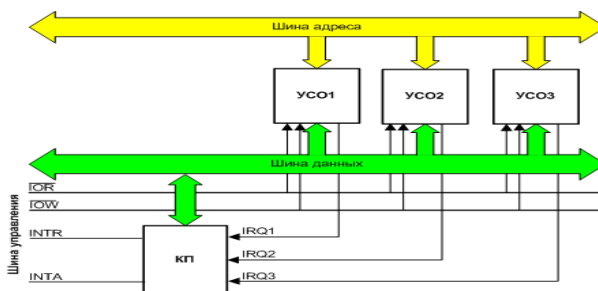 Шина адреса
УСО1
УСО2
УСО3
Шина данных
IOR
IOW
Шина управления
INTR
INTA
КП
IRQ1
IRQ2
IRQ3